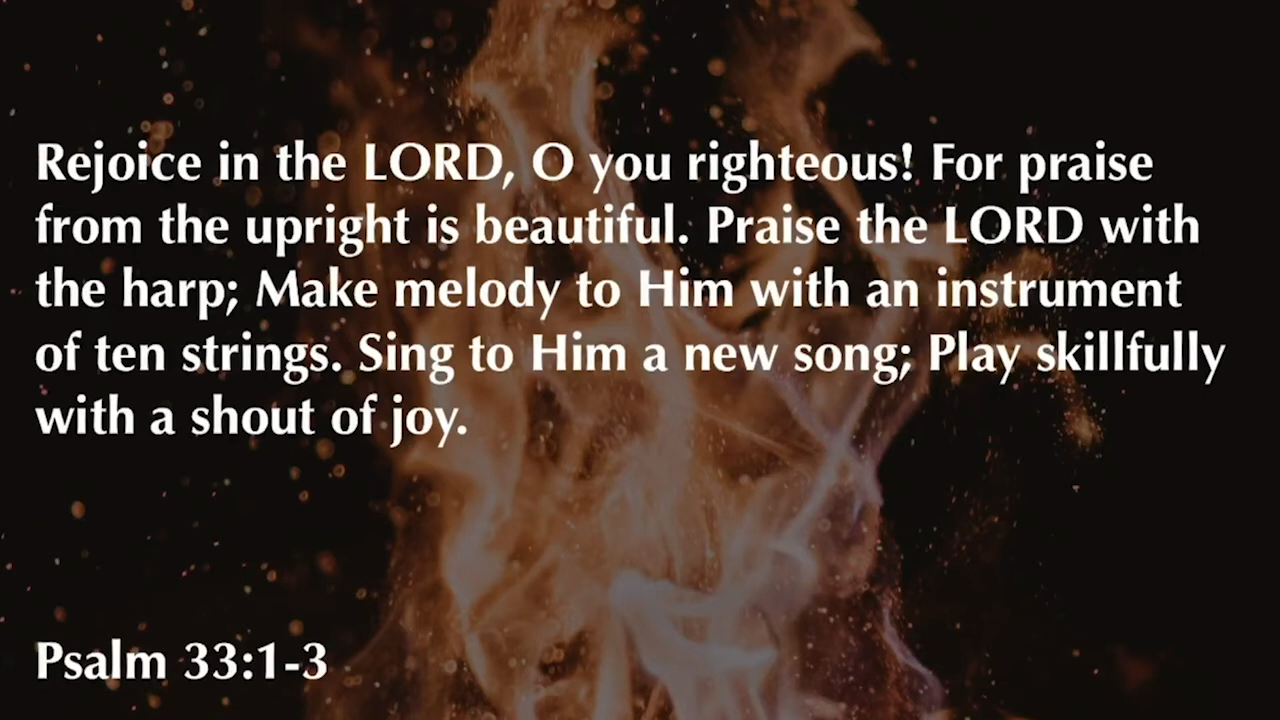 Rejoice in the LORD, O you righteous! For praise
from the upright is beautiful. Praise the LORD with
the harp; Make melody to Him with an instrument
of ten strings. Sing to Him a new song; Play skillfully
with a shout of joy.
Psalm 33:1-3